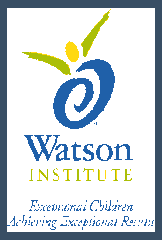 Watson
INSTITUTE
Exceptional Children
Achieving Exceptional Results